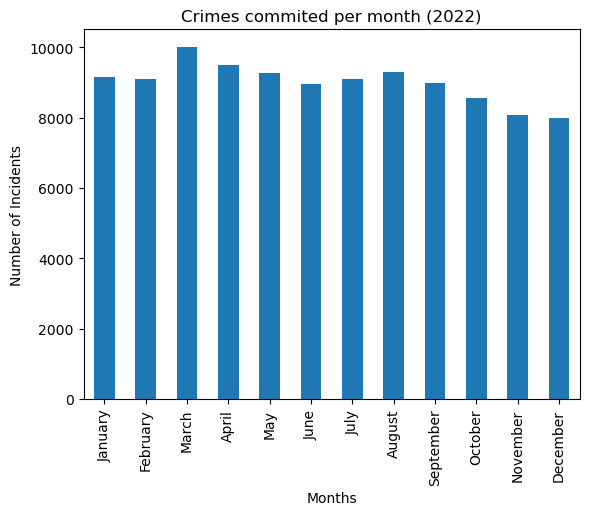 Crimes commited per month (2022)
10000
8000
6000
4000
2000
0
Number of Incidents
January
February
March
April
May
June
July
August
September
October
November
December
Months